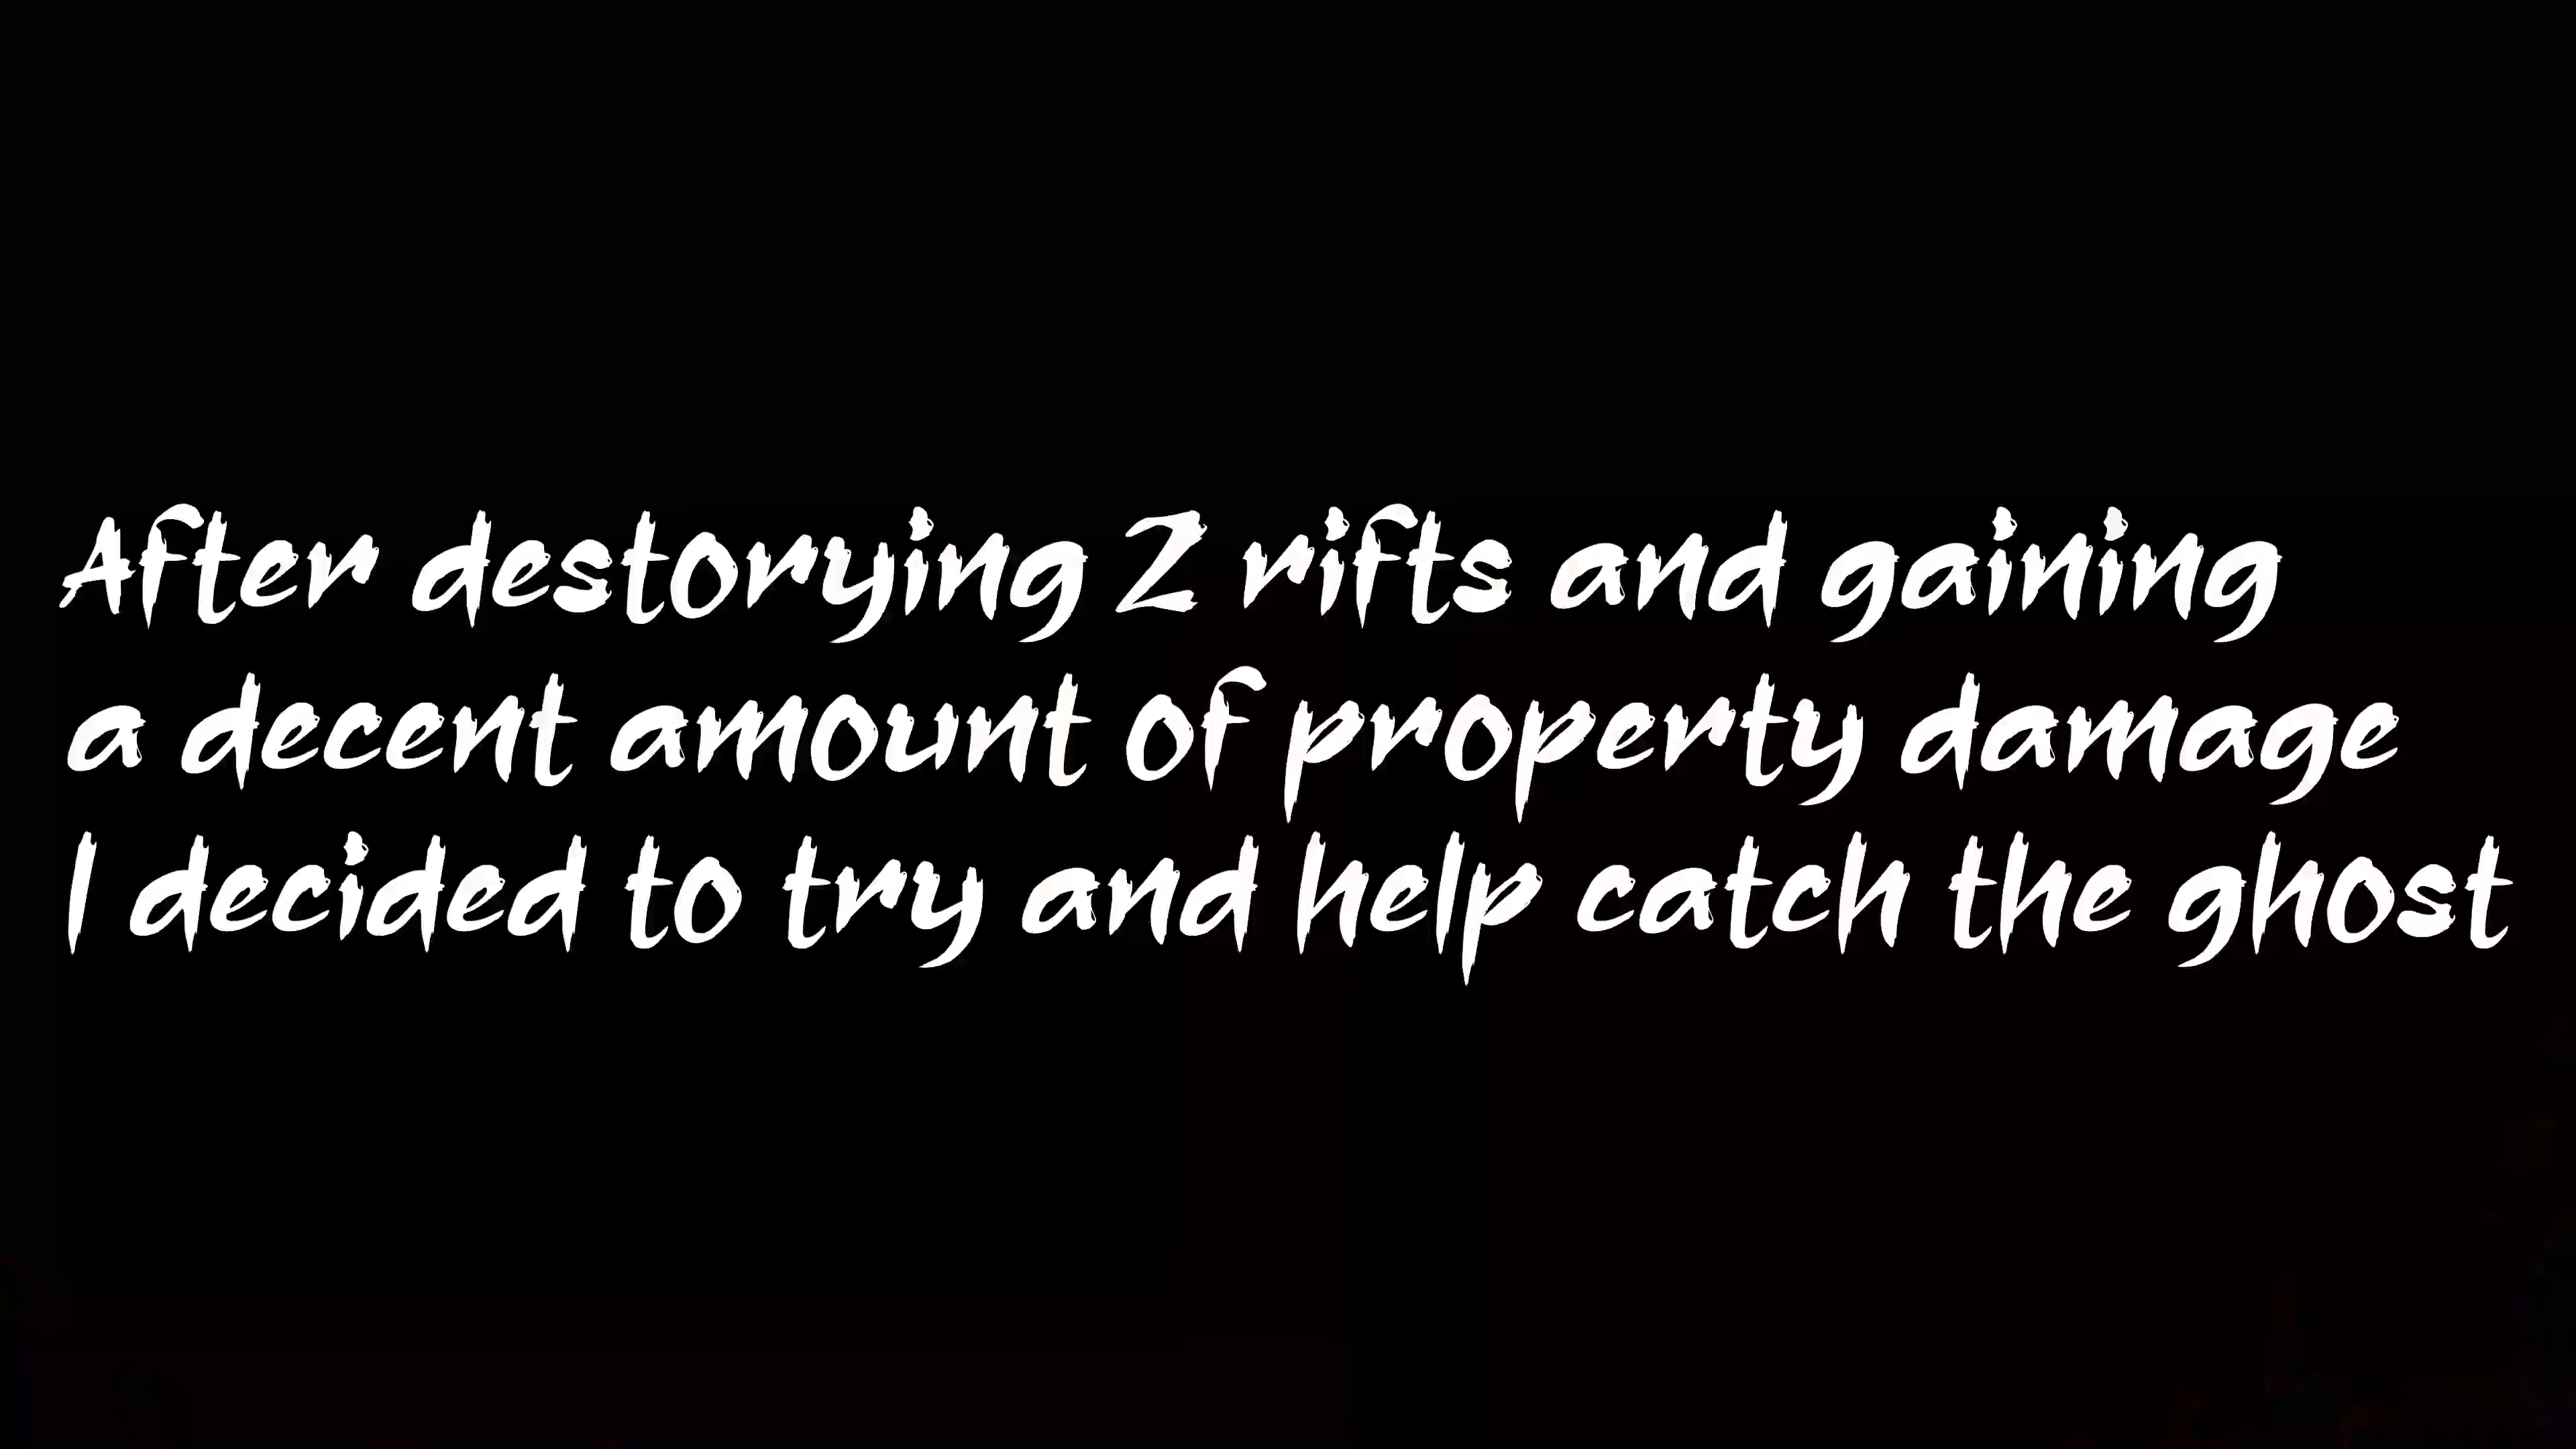 After destorying 2 rifts and gaining
a decent amount of property damage
I decided to try and help catch the ghost